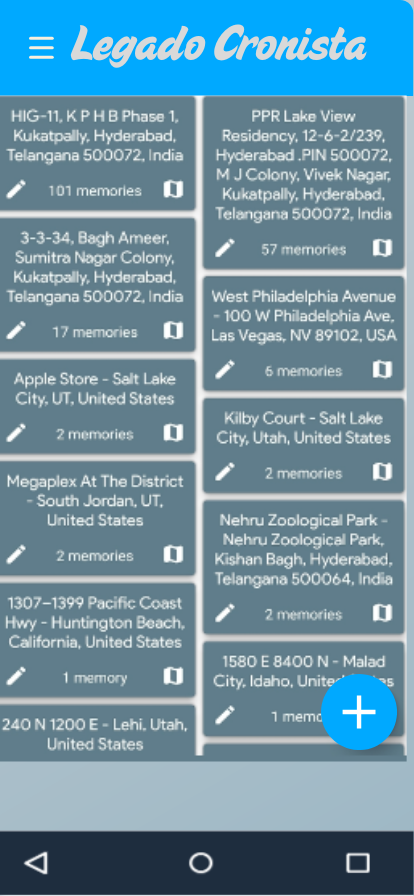 Legado Cronista
HIG-11, K P H B Phase 1,
Kukatpally, Hyderabad,
Telangana 500072, India
101 memories
3-3-34, Bagh Ameer,
Sumitra Nagar Colony,
Kukatpally, Hyderabad,
Telangana 500072, India
17 memories
Apple Store - Salt Lake
City, UT, United States
2 memories
Megaplex At The District
- South Jordan, UT,
United States
2 memories
1307–1399 Pacific Coast
Hwy - Huntington Beach,
California, United States
1 memory
240 N 1200 E - Lehi, Utah,
United States
PPR Lake View
Residency, 12-6-2/239,
Hyderabad .PIN 500072,
M J Colony, Vivek Nagar,
Kukatpally, Hyderabad,
Telangana 500072, India
57 memories
West Philadelphia Avenue
- 100 W Philadelphia Ave,
Las Vegas, NV 89102, USA
6 memories
Kilby Court - Salt Lake
City, Utah, United States
2 memories
Nehru Zoological Park -
Nehru Zoological Park,
Kishan Bagh, Hyderabad,
Telangana 500064, India
2 memories
1580 E 8400 N - Malad
City, Idaho, United States
1 memo